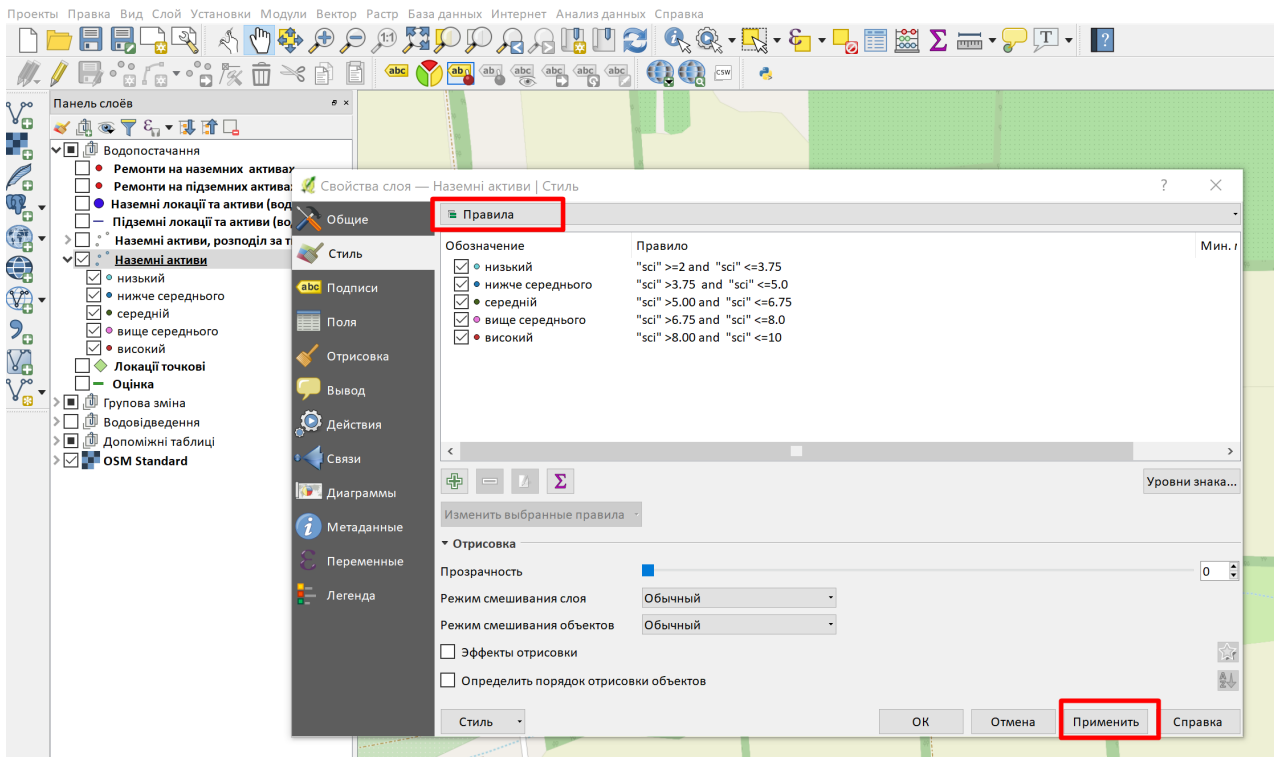 Проекты Правка Вид Слой Установки Модули Вектор Растр База данных Интернет Анализ данных Справка
Панель слоёв
Водопостачання
Ремонти на наземних активах
Ремонти на підземних актива
Наземні локації та активи (вод
Підземні локації та активи (во
Наземні активи, розподіл за т
Наземні активи
низький
нижче середнього
середній
вище середнього
високий
Локації точкові
Оцінка
Групова зміна
Водовідведення
Допоміжні таблиці
OSM Standard
Свойства слоя — Наземні активи | Стиль
Общие
Стиль
Подписи
Поля
Отрисовка
Вывод
Действия
Связи
Диаграммы
Метаданные
Переменные
Легенда
Правила
Обозначение Правило Мин.
низький "sci" >=2 and "sci" <=3.75
нижче середнього "sci" >3.75 and "sci" <=5.0
середній "sci" >5.00 and "sci" <=6.75
вище середнього "sci" >6.75 and "sci" <=8.0
високий "sci" >8.00 and "sci" <=10
Уровни знака...
Изменить выбранные правила
Отрисовка
Прозрачность 0
Режим смешивания слоя Обычный
Режим смешивания объектов Обычный
Эффекты отрисовки
Определить порядок отрисовки объектов
Стиль ОК Отмена Применить Справка